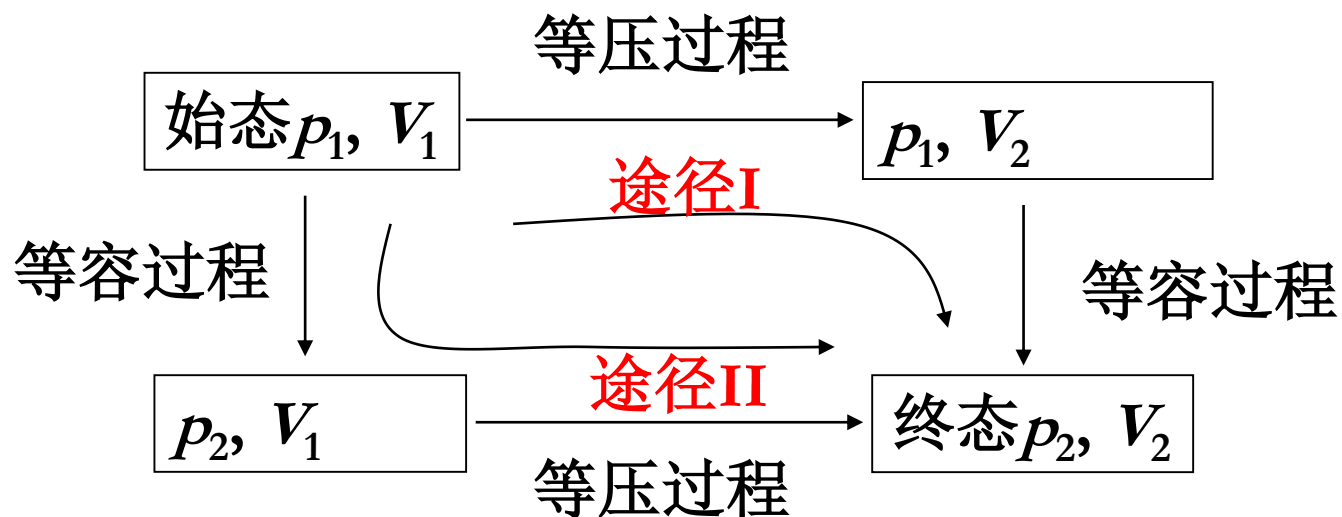 等压过程
始态p₁, V₁
p₁, V₂
途径I
等容过程
等容过程
途径II
p₂, V₁
终态p₂, V₂
等压过程